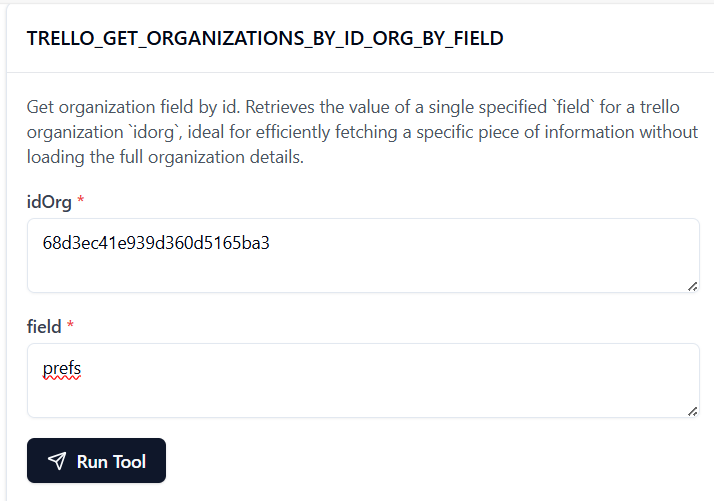 TRELLO_GET_ORGANIZATIONS_BY_ID_ORG_BY_FIELD
Get organization field by id. Retrieves the value of a single specified `field` for a trello
organization `idorg`, ideal for efficiently fetching a specific piece of information without
loading the full organization details.
idOrg *
68d3ec41e939d360d5165ba3
field *
prefs
Run Tool